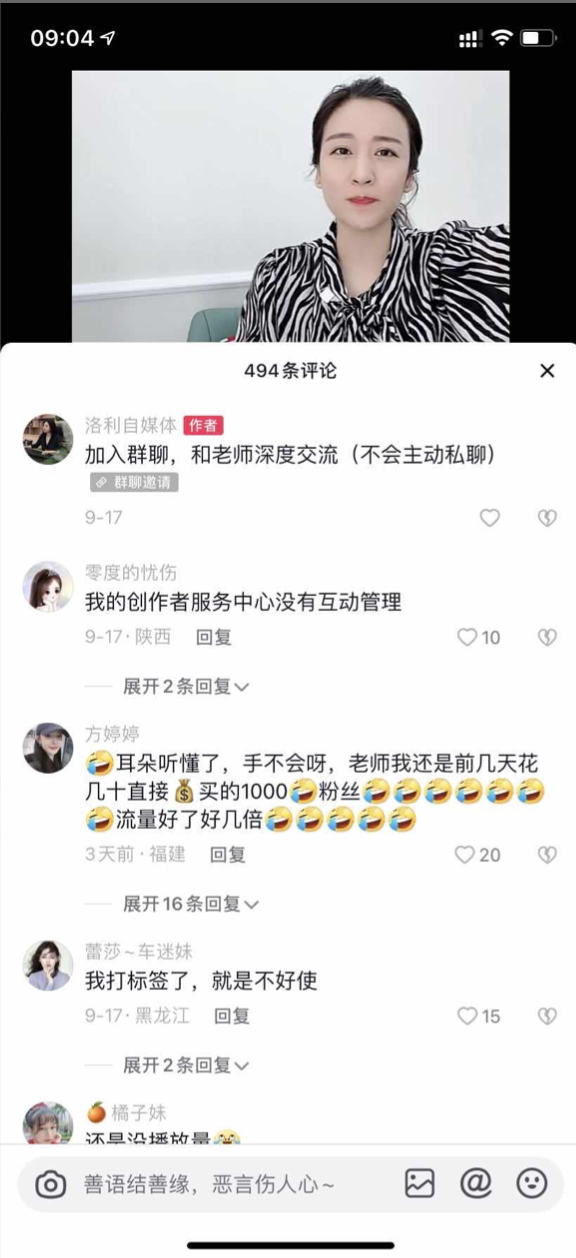 09:04
494条评论
洛利自媒体 作者
加入群聊，和老师深度交流（不会主动私聊）
群聊邀请
9-17
零度的忧伤
我的创作者服务中心没有互动管理
9-17·陕西 回复 10
展开2条回复
方婷婷
🤣耳朵听懂了，手不会呀，老师我还是前几天花
几十直接💰买的1000🤣粉丝🤣🤣🤣🤣🤣🤣
🤣流量好了好几倍🤣🤣🤣🤣🤣
3天前·福建 回复 20
展开16条回复
蕾莎~车迷妹
我打标签了，就是不好使
9-17·黑龙江 回复 15
展开2条回复
🍊橘子妹
还是没播放量😂
善语结善缘，恶言伤人心~